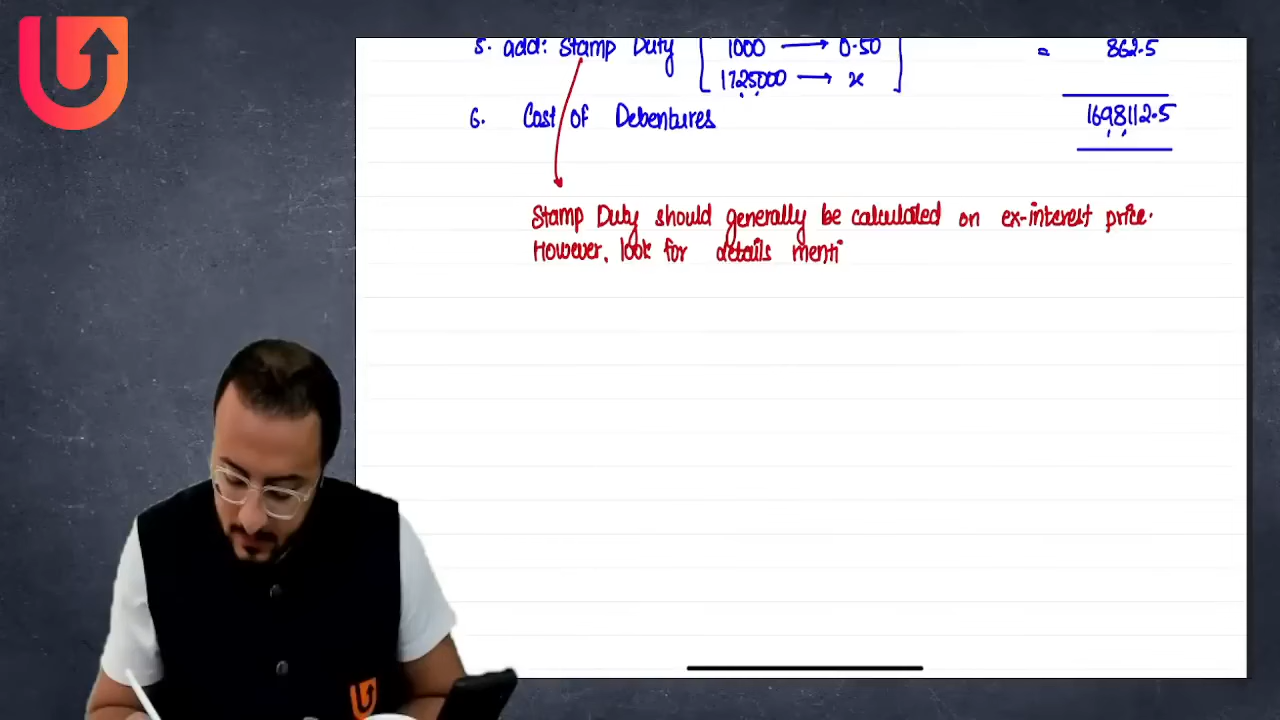 5. add: Stamp Duty [ 1000 → 0.50 = 862.5
1725000 → x ]
6. Cost of Debentures 1698112.5
Stamp Duty should generally be calculated on ex-interest price.
However, look for details menti